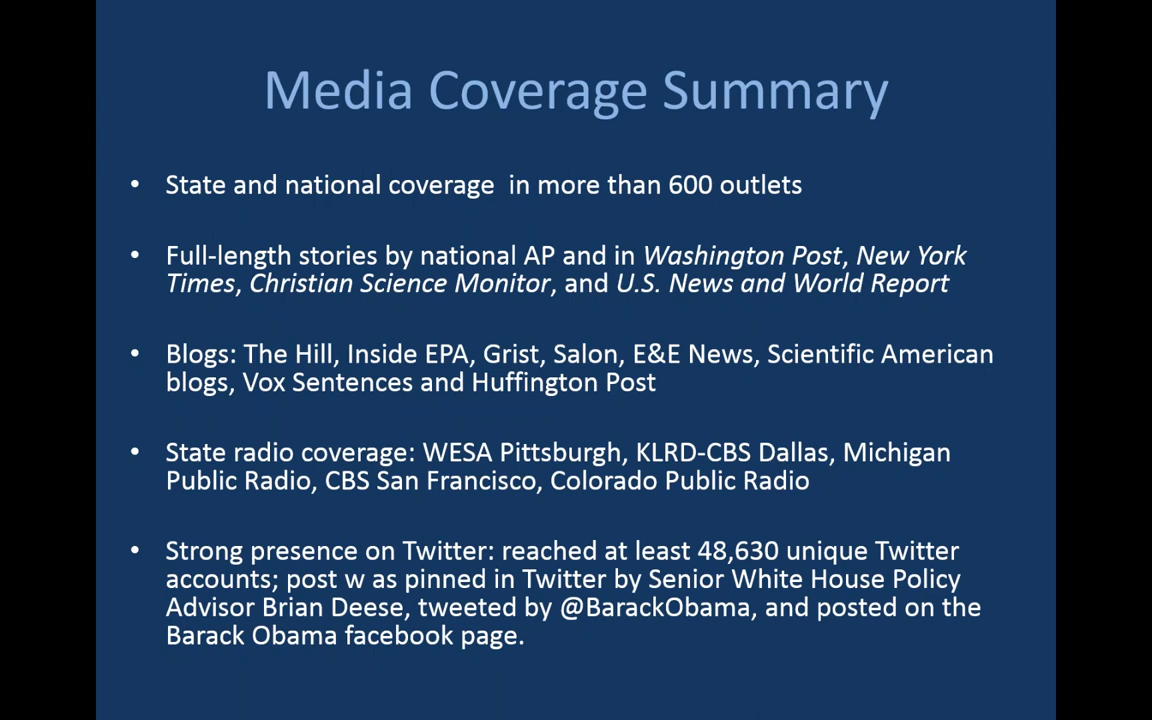 Media Coverage Summary
• State and national coverage  in more than 600 outlets
• Full-length stories by national AP and in Washington Post, New York
Times, Christian Science Monitor, and U.S. News and World Report
• Blogs: The Hill, Inside EPA, Grist, Salon, E&E News, Scientific American
blogs, Vox Sentences and Huffington Post
• State radio coverage: WESA Pittsburgh, KLRD-CBS Dallas, Michigan
Public Radio, CBS San Francisco, Colorado Public Radio
• Strong presence on Twitter: reached at least 48,630 unique Twitter
accounts; post w as pinned in Twitter by Senior White House Policy
Advisor Brian Deese, tweeted by @BarackObama, and posted on the
Barack Obama facebook page.